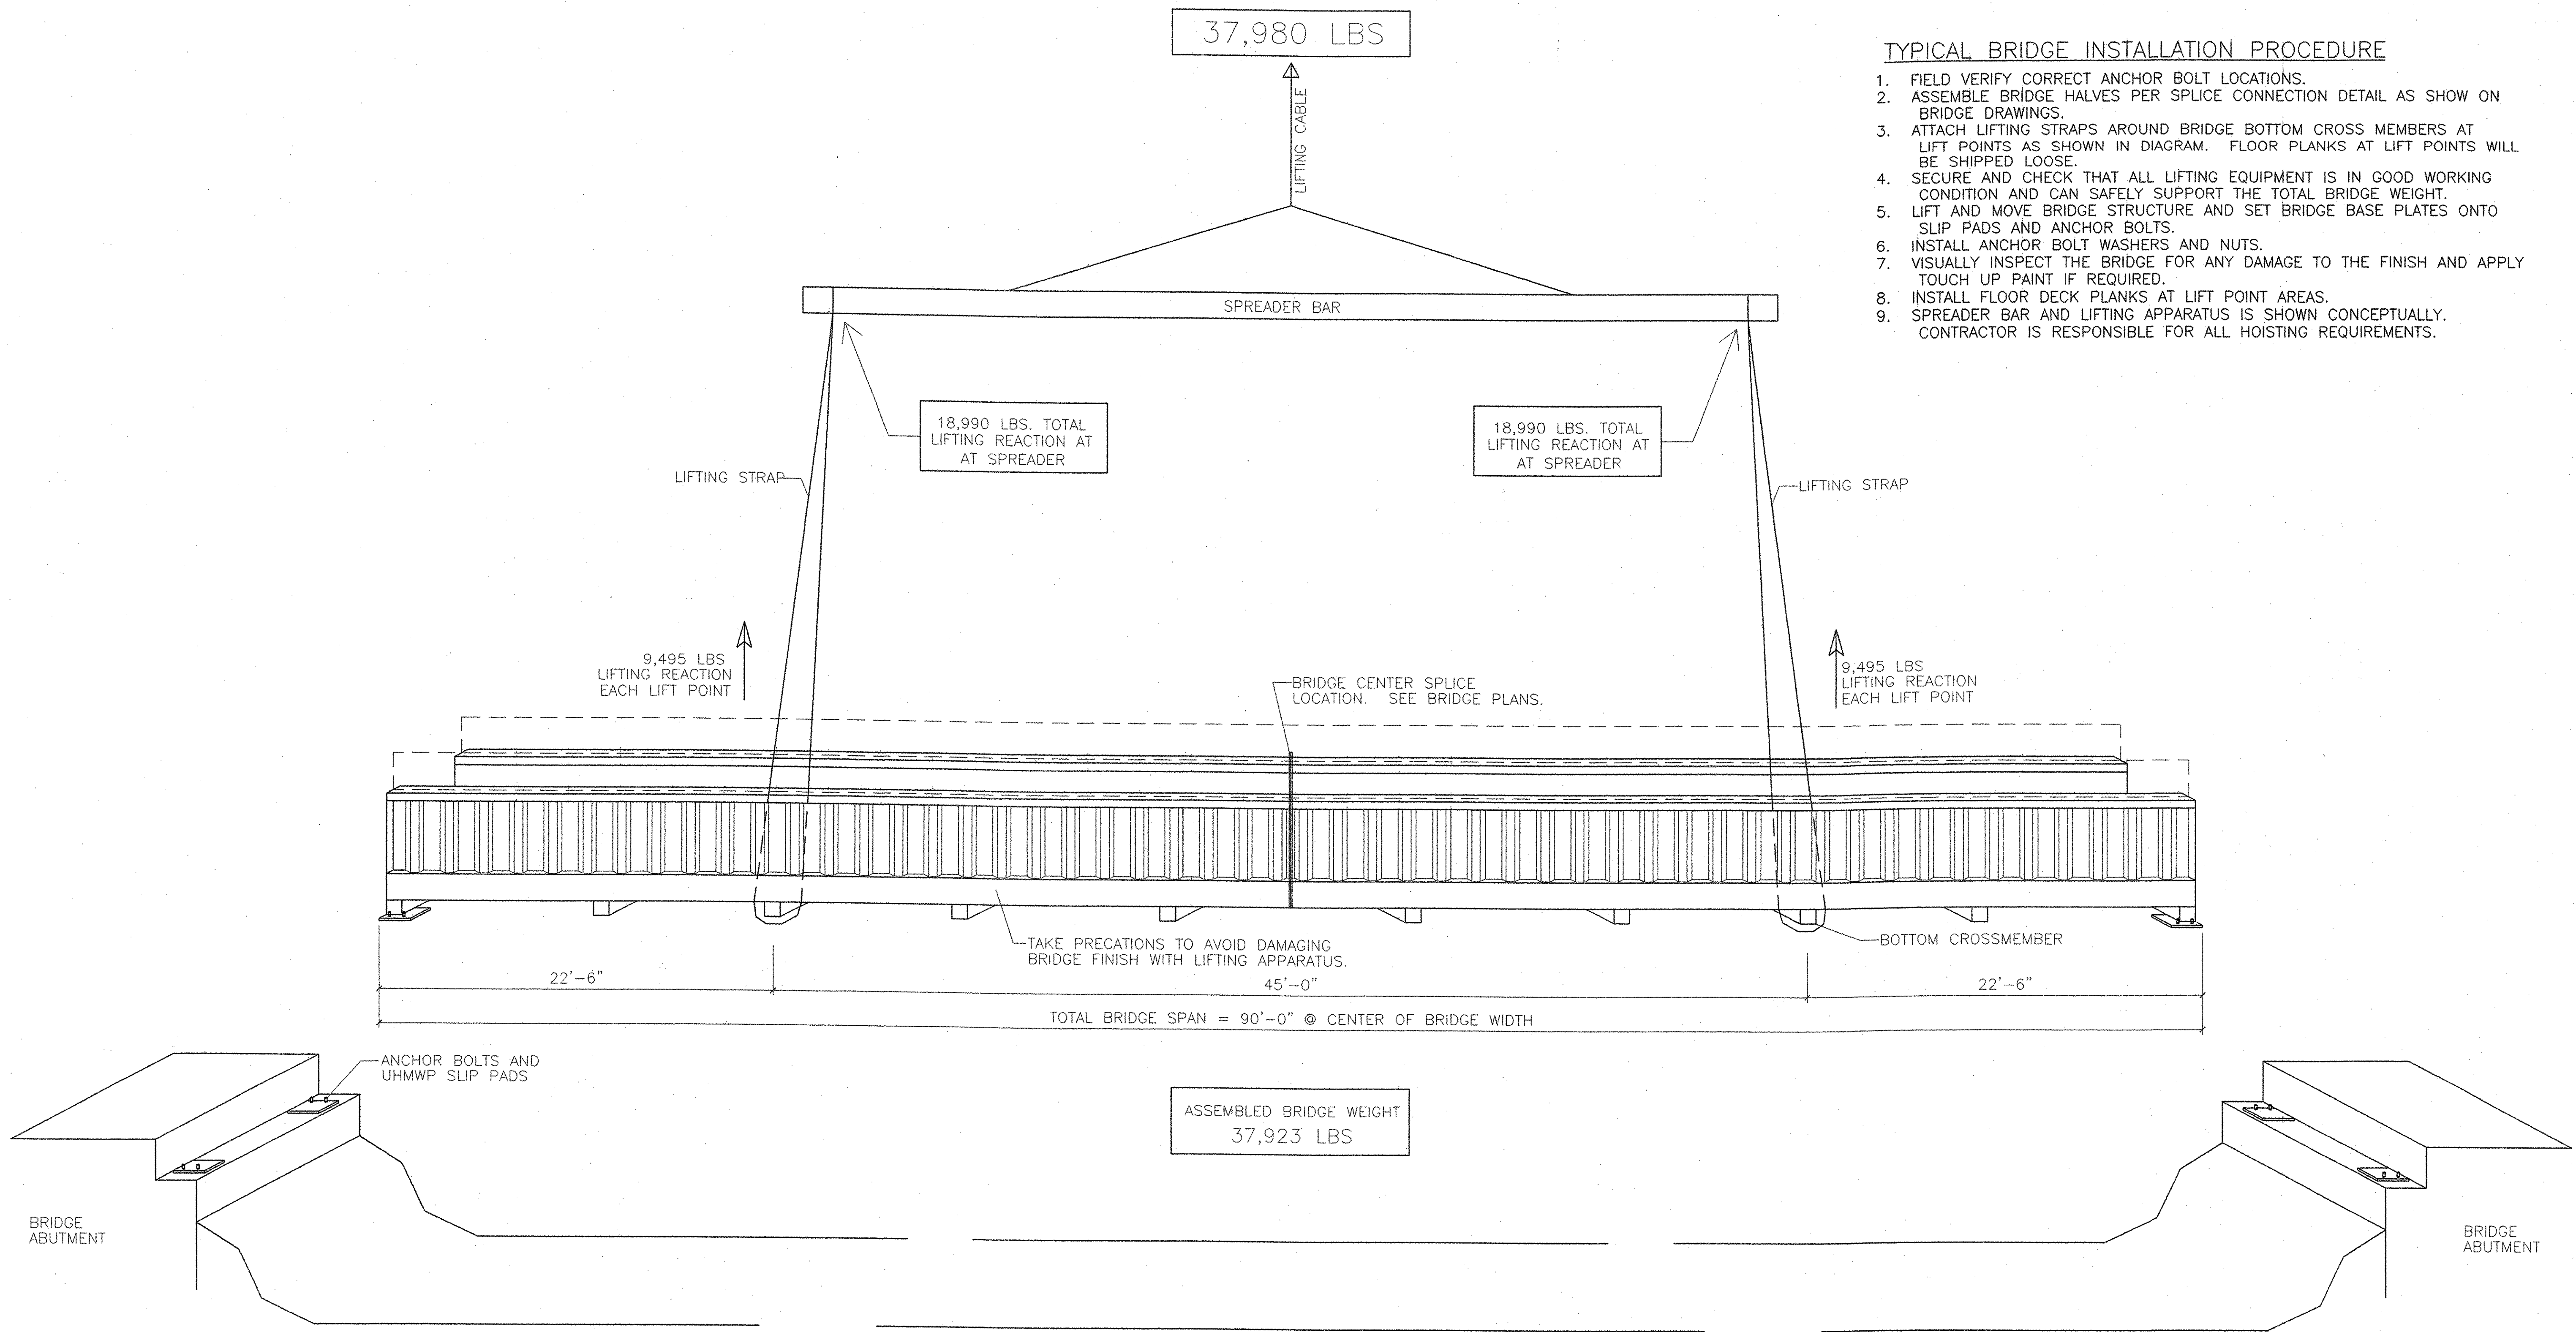 37,980 LBS
LIFTING CABLE
TYPICAL BRIDGE INSTALLATION PROCEDURE
1. FIELD VERIFY CORRECT ANCHOR BOLT LOCATIONS.
2. ASSEMBLE BRIDGE HALVES PER SPLICE CONNECTION DETAIL AS SHOW ON
BRIDGE DRAWINGS.
3. ATTACH LIFTING STRAPS AROUND BRIDGE BOTTOM CROSS MEMBERS AT
LIFT POINTS AS SHOWN IN DIAGRAM. FLOOR PLANKS AT LIFT POINTS WILL
BE SHIPPED LOOSE.
4. SECURE AND CHECK THAT ALL LIFTING EQUIPMENT IS IN GOOD WORKING
CONDITION AND CAN SAFELY SUPPORT THE TOTAL BRIDGE WEIGHT.
5. LIFT AND MOVE BRIDGE STRUCTURE AND SET BRIDGE BASE PLATES ONTO
SLIP PADS AND ANCHOR BOLTS.
6. INSTALL ANCHOR BOLT WASHERS AND NUTS.
7. VISUALLY INSPECT THE BRIDGE FOR ANY DAMAGE TO THE FINISH AND APPLY
TOUCH UP PAINT IF REQUIRED.
8. INSTALL FLOOR DECK PLANKS AT LIFT POINT AREAS.
9. SPREADER BAR AND LIFTING APPARATUS IS SHOWN CONCEPTUALLY.
CONTRACTOR IS RESPONSIBLE FOR ALL HOISTING REQUIREMENTS.
SPREADER BAR
18,990 LBS. TOTAL
LIFTING REACTION AT
AT SPREADER
18,990 LBS. TOTAL
LIFTING REACTION AT
AT SPREADER
LIFTING STRAP
LIFTING STRAP
9,495 LBS
LIFTING REACTION
EACH LIFT POINT
BRIDGE CENTER SPLICE
LOCATION. SEE BRIDGE PLANS.
9,495 LBS
LIFTING REACTION
EACH LIFT POINT
TAKE PRECATIONS TO AVOID DAMAGING
BRIDGE FINISH WITH LIFTING APPARATUS.
BOTTOM CROSSMEMBER
22'-6"
45'-0"
22'-6"
TOTAL BRIDGE SPAN = 90'-0" @ CENTER OF BRIDGE WIDTH
ANCHOR BOLTS AND
UHMWP SLIP PADS
ASSEMBLED BRIDGE WEIGHT
37,923 LBS
BRIDGE
ABUTMENT
BRIDGE
ABUTMENT